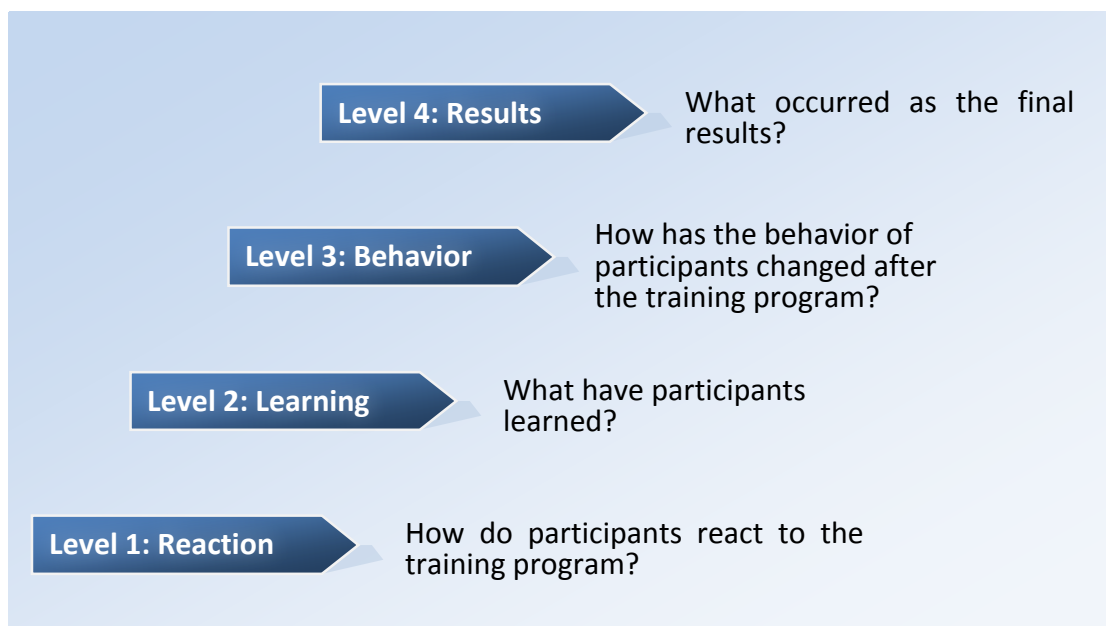 Level 4: Results
What occurred as the final
results?
Level 3: Behavior
How has the behavior of
participants changed after
the training program?
Level 2: Learning
What have participants
learned?
Level 1: Reaction
How do participants react to the
training program?